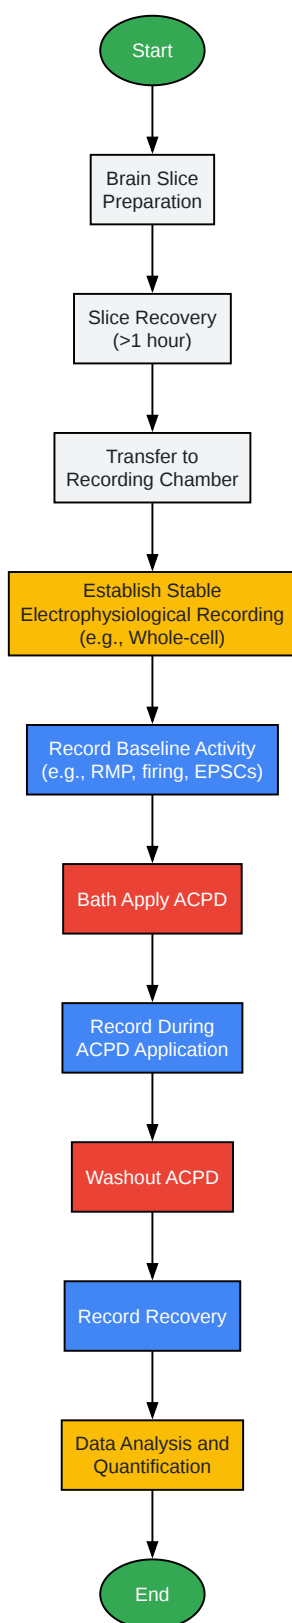 Start
Brain Slice
Preparation
Slice Recovery
(>1 hour)
Transfer to
Recording Chamber
Establish Stable
Electrophysiological Recording
(e.g., Whole-cell)
Record Baseline Activity
(e.g., RMP, firing, EPSCs)
Bath Apply ACPD
Record During
ACPD Application
Washout ACPD
Record Recovery
Data Analysis and
Quantification
End